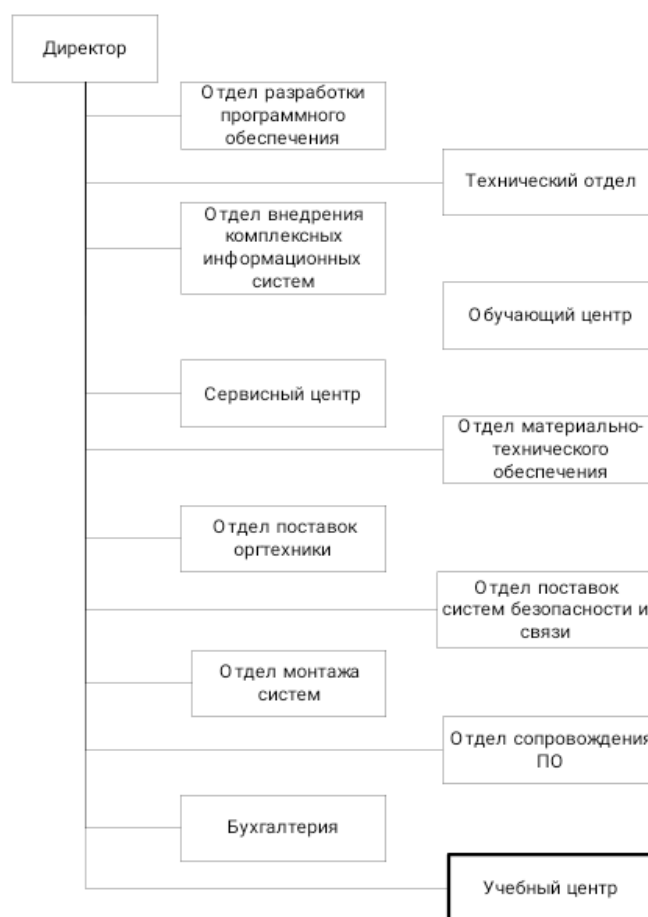 Директор
Отдел разработки
программного
обеспечения
Технический отдел
Отдел внедрения
комплексных
информационных
систем
Обучающий центр
Сервисный центр
Отдел материально-
технического
обеспечения
Отдел поставок
оргтехники
Отдел поставок
систем безопасности и
связи
Отдел монтажа
систем
Отдел сопровождения
ПО
Бухгалтерия
Учебный центр